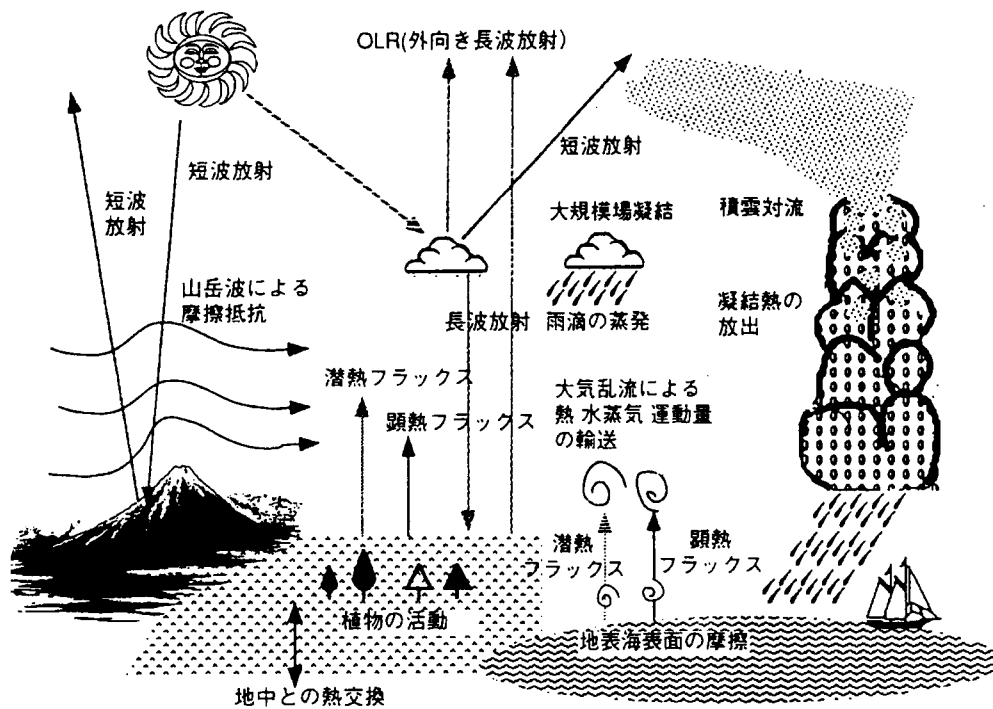 OLR(外向き長波放射)
短波放射
短波
放射
短波放射
大規模場凝結
積雲対流
山岳波による
摩擦抵抗
凝結熱の
放出
長波放射
雨滴の蒸発
潜熱フラックス
顕熱フラックス
大気乱流による
熱 水蒸気 運動量
の輸送
潜熱
フラックス
顕熱
フラックス
植物の活動
地表海表面の摩擦
地中との熱交換